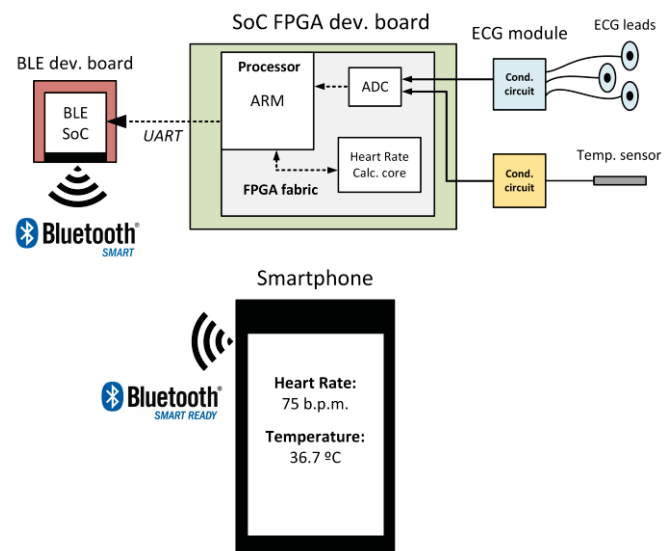 SoC FPGA dev. board
ECG module
ECG leads
BLE dev. board
Processor
ARM
ADC
Cond.
circuit
BLE
SoC
UART
Heart Rate
Calc. core
FPGA fabric
Temp. sensor
Cond.
circuit
Bluetooth®
SMART
Smartphone
Bluetooth®
SMART READY
Heart Rate:
75 b.p.m.
Temperature:
36.7 ºC